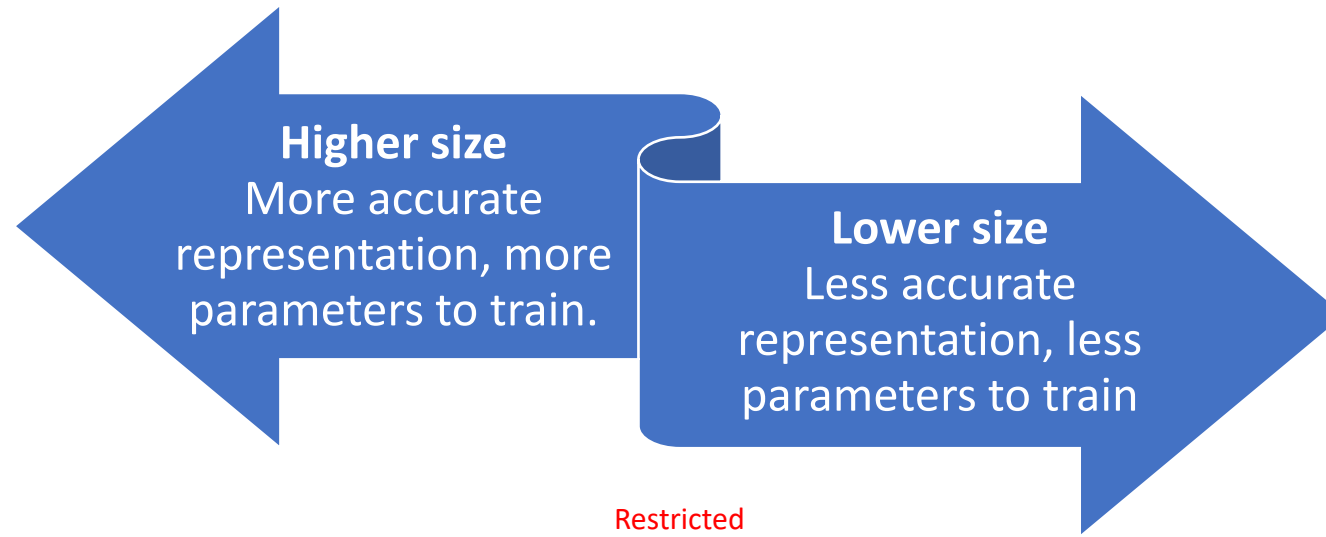 Higher size
More accurate
representation, more
parameters to train.
Lower size
Less accurate
representation, less
parameters to train
Restricted